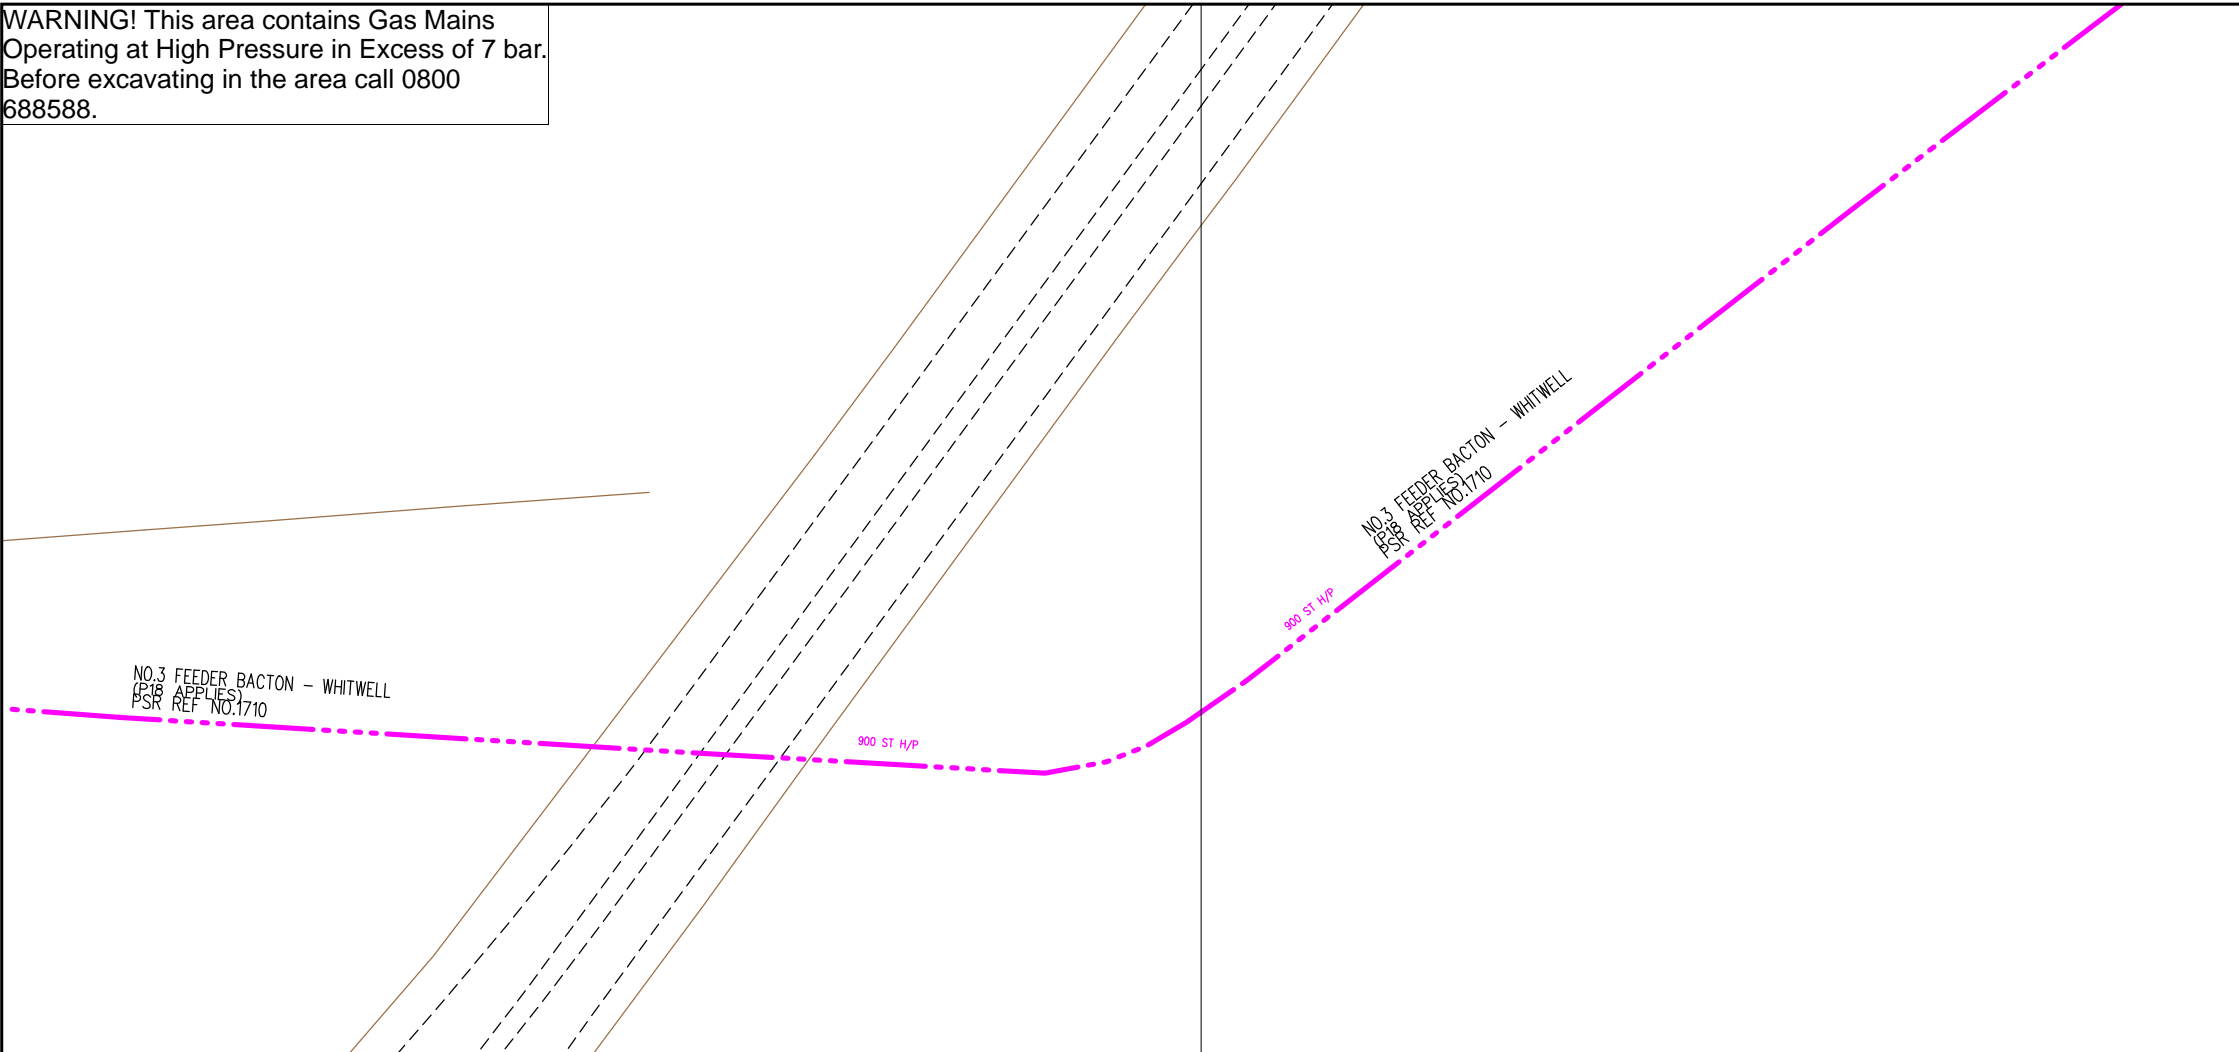 WARNING! This area contains Gas Mains
Operating at High Pressure in Excess of 7 bar.
Before excavating in the area call 0800
688588.
NO.3 FEEDER BACTON - WHITWELL
(P18 APPLIES)
PSR REF NO.1710
900 ST H/P
NO.3 FEEDER BACTON - WHITWELL
(P18 APPLIES)
PSR REF NO.1710
900 ST H/P